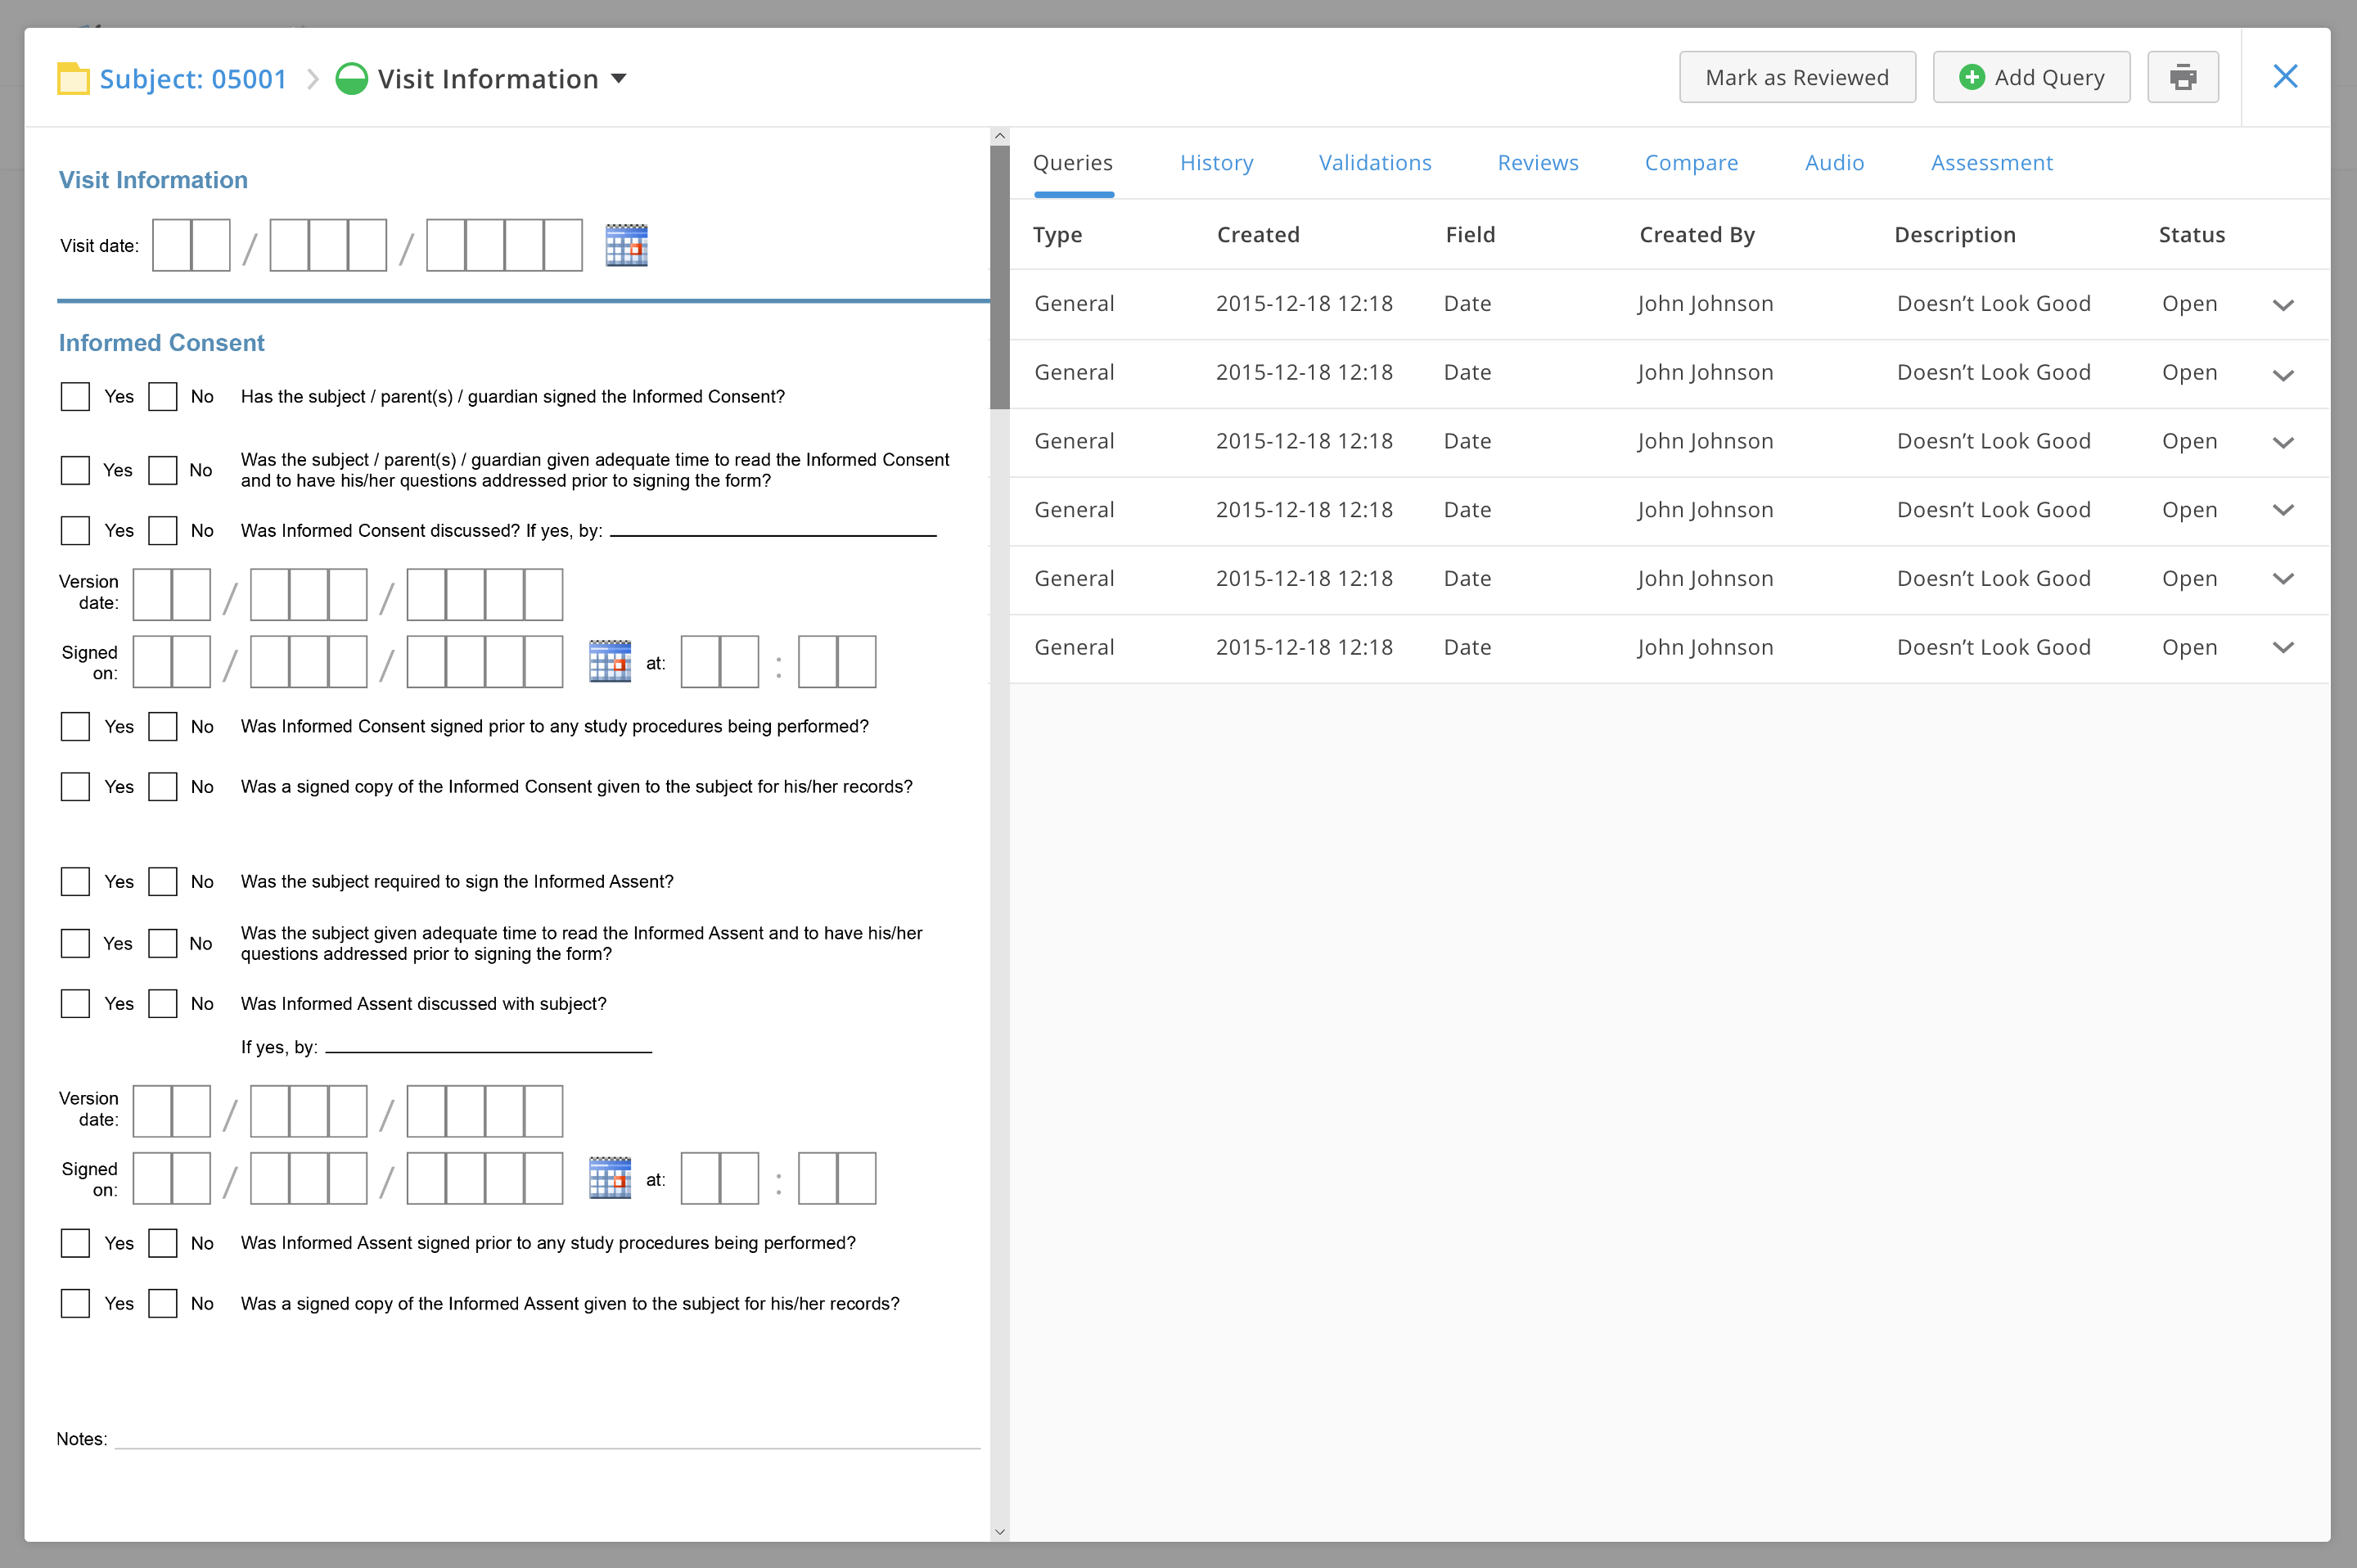 Subject: 05001
Visit Information
Mark as Reviewed
Add Query
Visit Information
Visit date: / /
Informed Consent
Yes No Has the subject / parent(s) / guardian signed the Informed Consent?
Yes No Was the subject / parent(s) / guardian given adequate time to read the Informed Consent
and to have his/her questions addressed prior to signing the form?
Yes No Was Informed Consent discussed? If yes, by:
Version
date: / /
Signed
on: / / at: :
Yes No Was Informed Consent signed prior to any study procedures being performed?
Yes No Was a signed copy of the Informed Consent given to the subject for his/her records?
Yes No Was the subject required to sign the Informed Assent?
Yes No Was the subject given adequate time to read the Informed Assent and to have his/her
questions addressed prior to signing the form?
Yes No Was Informed Assent discussed with subject?
If yes, by:
Version
date: / /
Signed
on: / / at: :
Yes No Was Informed Assent signed prior to any study procedures being performed?
Yes No Was a signed copy of the Informed Assent given to the subject for his/her records?
Notes:
Queries History Validations Reviews Compare Audio Assessment
Type Created Field Created By Description Status
General 2015-12-18 12:18 Date John Johnson Doesn’t Look Good Open
General 2015-12-18 12:18 Date John Johnson Doesn’t Look Good Open
General 2015-12-18 12:18 Date John Johnson Doesn’t Look Good Open
General 2015-12-18 12:18 Date John Johnson Doesn’t Look Good Open
General 2015-12-18 12:18 Date John Johnson Doesn’t Look Good Open
General 2015-12-18 12:18 Date John Johnson Doesn’t Look Good Open